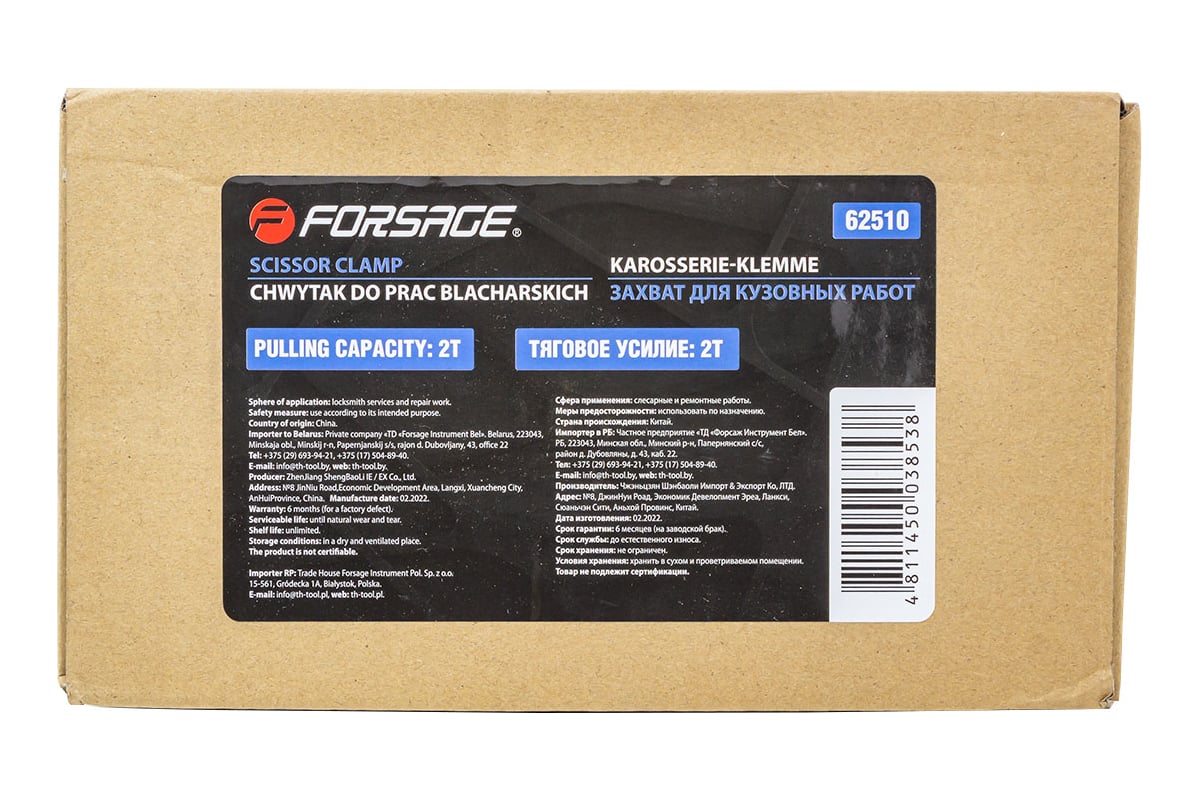 FORSAGE®
62510
SCISSOR CLAMP
CHWYTAK DO PRAC BLACHARSKICH
KAROSSERIE-KLEMME
ЗАХВАТ ДЛЯ КУЗОВНЫХ РАБОТ
PULLING CAPACITY: 2T
ТЯГОВОЕ УСИЛИЕ: 2Т
Sphere of application: locksmith services and repair work.
Safety measure: use according to its intended purpose.
Country of origin: China.
Importer to Belarus: Private company «TD «Forsage Instrument Bel». Belarus, 223043,
Minskaja obl., Minskij r-n, Papernjanskij s/s, rajon d. Dubovljany, 43, office 22
Tel: +375 (29) 693-94-21, +375 (17) 504-89-40.
E-mail: info@th-tool.by, web: th-tool.by.
Producer: ZhenJiang ShengBaoLi IE / EX Co., Ltd.
Address: №8 JinNiu Road,Economic Development Area, Langxi, Xuancheng City,
AnHuiProvince, China. Manufacture date: 02.2022.
Warranty: 6 months (for a factory defect).
Serviceable life: until natural wear and tear.
Shelf life: unlimited.
Storage conditions: in a dry and ventilated place.
The product is not certifiable.
Importer RP: Trade House Forsage Instrument Pol. Sp. z o.o.
15-561, Gródecka 1A, Białystok, Polska.
E-mail: info@th-tool.pl, web: th-tool.pl.
Сфера применения: слесарные и ремонтные работы.
Меры предосторожности: использовать по назначению.
Страна происхождения: Китай.
Импортер в РБ: Частное предприятие «ТД «Форсаж Инструмент Бел».
РБ, 223043, Минская обл., Минский р-н, Папернянский с/с,
район д. Дубовляны, д. 43, каб. 22.
Тел: +375 (29) 693-94-21, +375 (17) 504-89-40.
E-mail: info@th-tool.by, web: th-tool.by.
Производитель: Чжэньцзян Шэнбаоли Импорт & Экспорт Ко, ЛТД.
Адрес: №8, ДжинНуи Роад, Экономик Девелопмент Эреа, Ланкси,
Сюаньчэн Сити, Аньхой Провинс, Китай.
Дата изготовления: 02.2022.
Срок гарантии: 6 месяцев (на заводской брак).
Срок службы: до естественного износа.
Срок хранения: не ограничен.
Условия хранения: хранить в сухом и проветриваемом помещении.
Товар не подлежит сертификации.
4 811450 038538